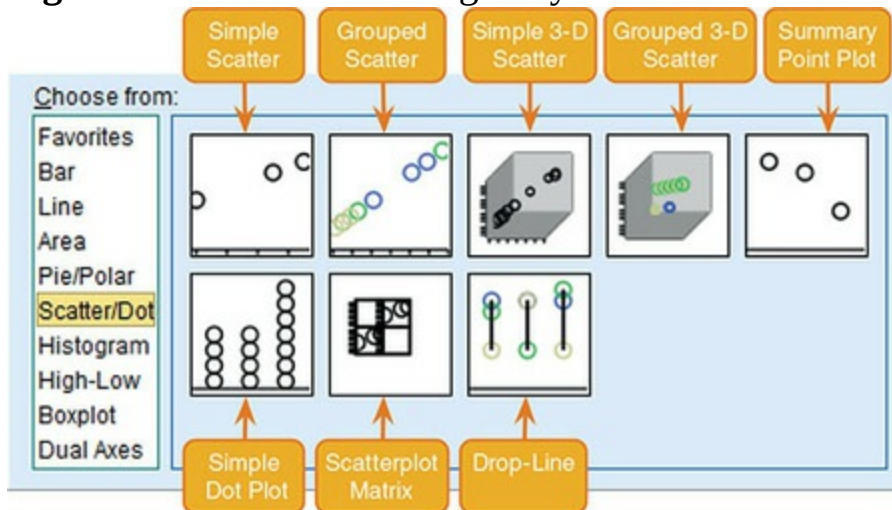 Simple
Scatter
Grouped
Scatter
Simple 3-D
Scatter
Grouped 3-D
Scatter
Summary
Point Plot
Choose from:
Favorites
Bar
Line
Area
Pie/Polar
Scatter/Dot
Histogram
High-Low
Boxplot
Dual Axes
Simple
Dot Plot
Scatterplot
Matrix
Drop-Line